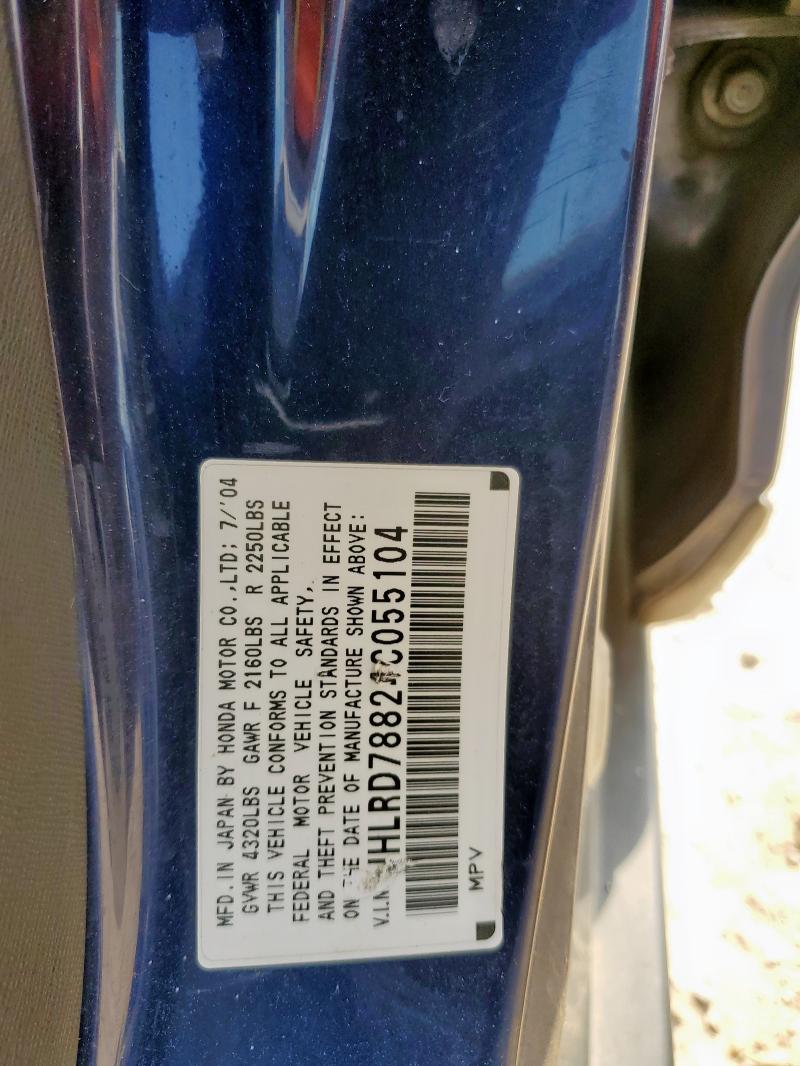 MFD. IN JAPAN BY HONDA MOTOR CO.,LTD; 7/'04
GVWR 4320LBS GAWR F 2160LBS R 2250LBS
THIS VEHICLE CONFORMS TO ALL APPLICABLE
FEDERAL MOTOR VEHICLE SAFETY,
AND THEFT PREVENTION STANDARDS IN EFFECT
ON THE DATE OF MANUFACTURE SHOWN ABOVE:
V.I.N JHLRD78824C055104
MPV